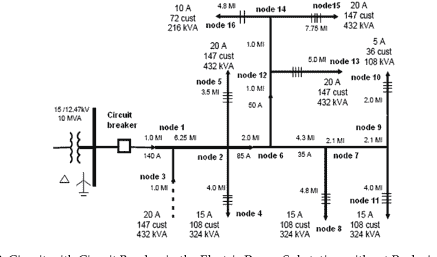 10 A
72 cust
216 kVA
4.8 MI
node 16
node 14
node15
7.75 MI
20 A
147 cust
432 kVA
1.0 MI
20 A
147 cust
432 kVA
node 5
3.5 MI
node 12
1.0 MI
50 A
5.0 MI
node 13
20 A
147 cust
432 kVA
5 A
36 cust
108 kVA
node 10
2.0 MI
15/12.47kV
10 MVA
Circuit
breaker
node 1
1.0 MI
6.25 MI
140 A
node 2
2.0 MI
85 A
node 6
4.3 MI
35 A
2.1 MI
node 7
node 9
2.1 MI
node 3
1.0 MI
20 A
147 cust
432 kVA
4.0 MI
node 4
15 A
108 cust
324 kVA
4.8 MI
node 8
15 A
108 cust
324 kVA
4.0 MI
node 11
15 A
108 cust
324 kVA